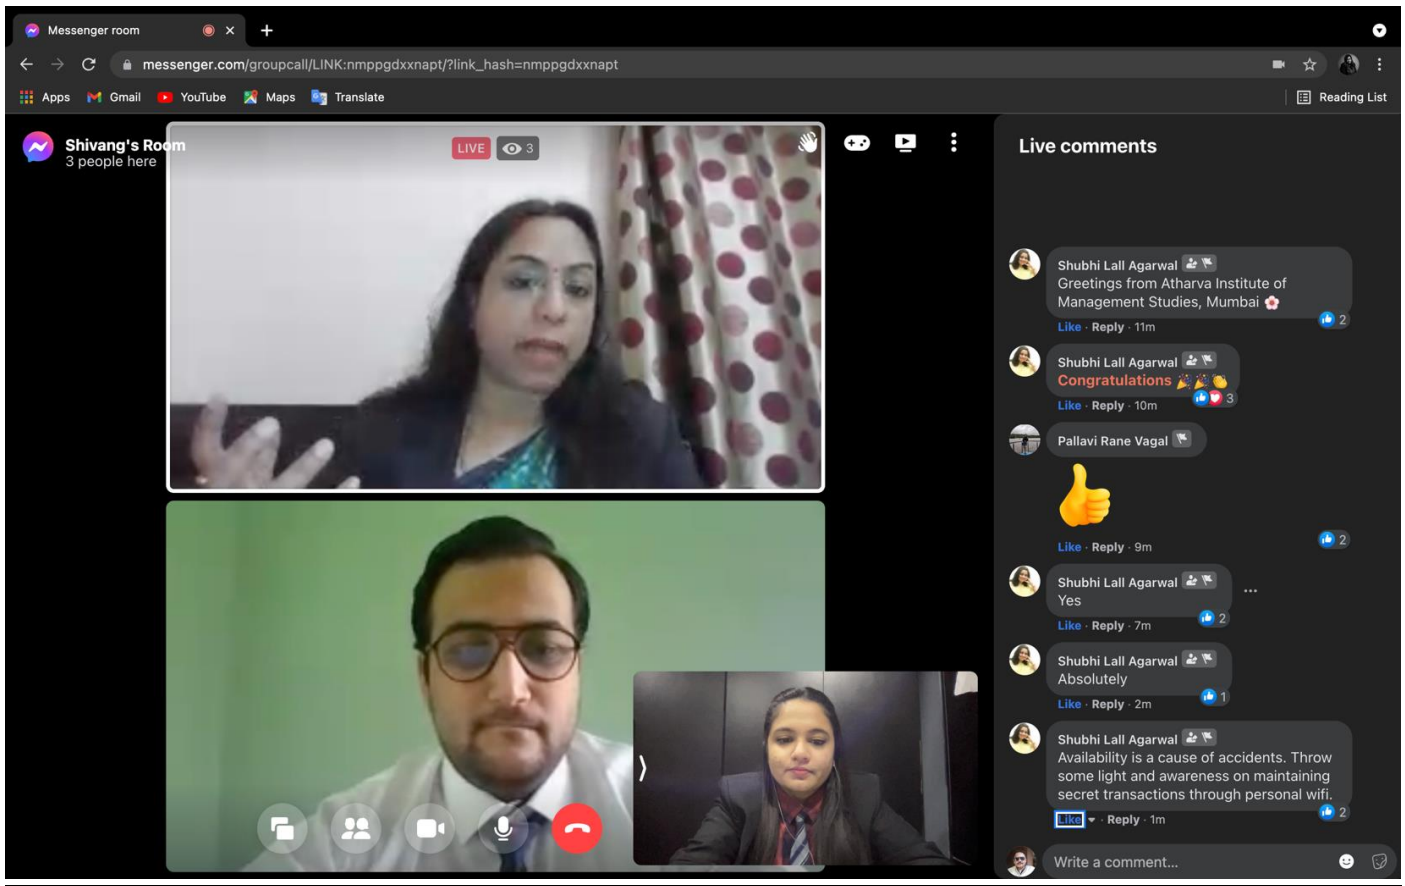 Messenger room
messenger.com/groupcall/LINK:nmppgdxxnapt/?link_hash=nmppgdxxnapt
Apps Gmail YouTube Maps Translate Reading List
Shivang's Room
3 people here
LIVE 3
Live comments
Shubhi Lall Agarwal
Greetings from Atharva Institute of
Management Studies, Mumbai 🌸
2
Like · Reply · 11m
Shubhi Lall Agarwal
Congratulations 🎉🎉👏
3
Like · Reply · 10m
Pallavi Rane Vagal
👍
Like · Reply · 9m
2
Shubhi Lall Agarwal
Yes
2
Like · Reply · 7m
Shubhi Lall Agarwal
Absolutely
1
Like · Reply · 2m
Shubhi Lall Agarwal
Availability is a cause of accidents. Throw
some light and awareness on maintaining
secret transactions through personal wifi.
2
Like · Reply · 1m
Write a comment...